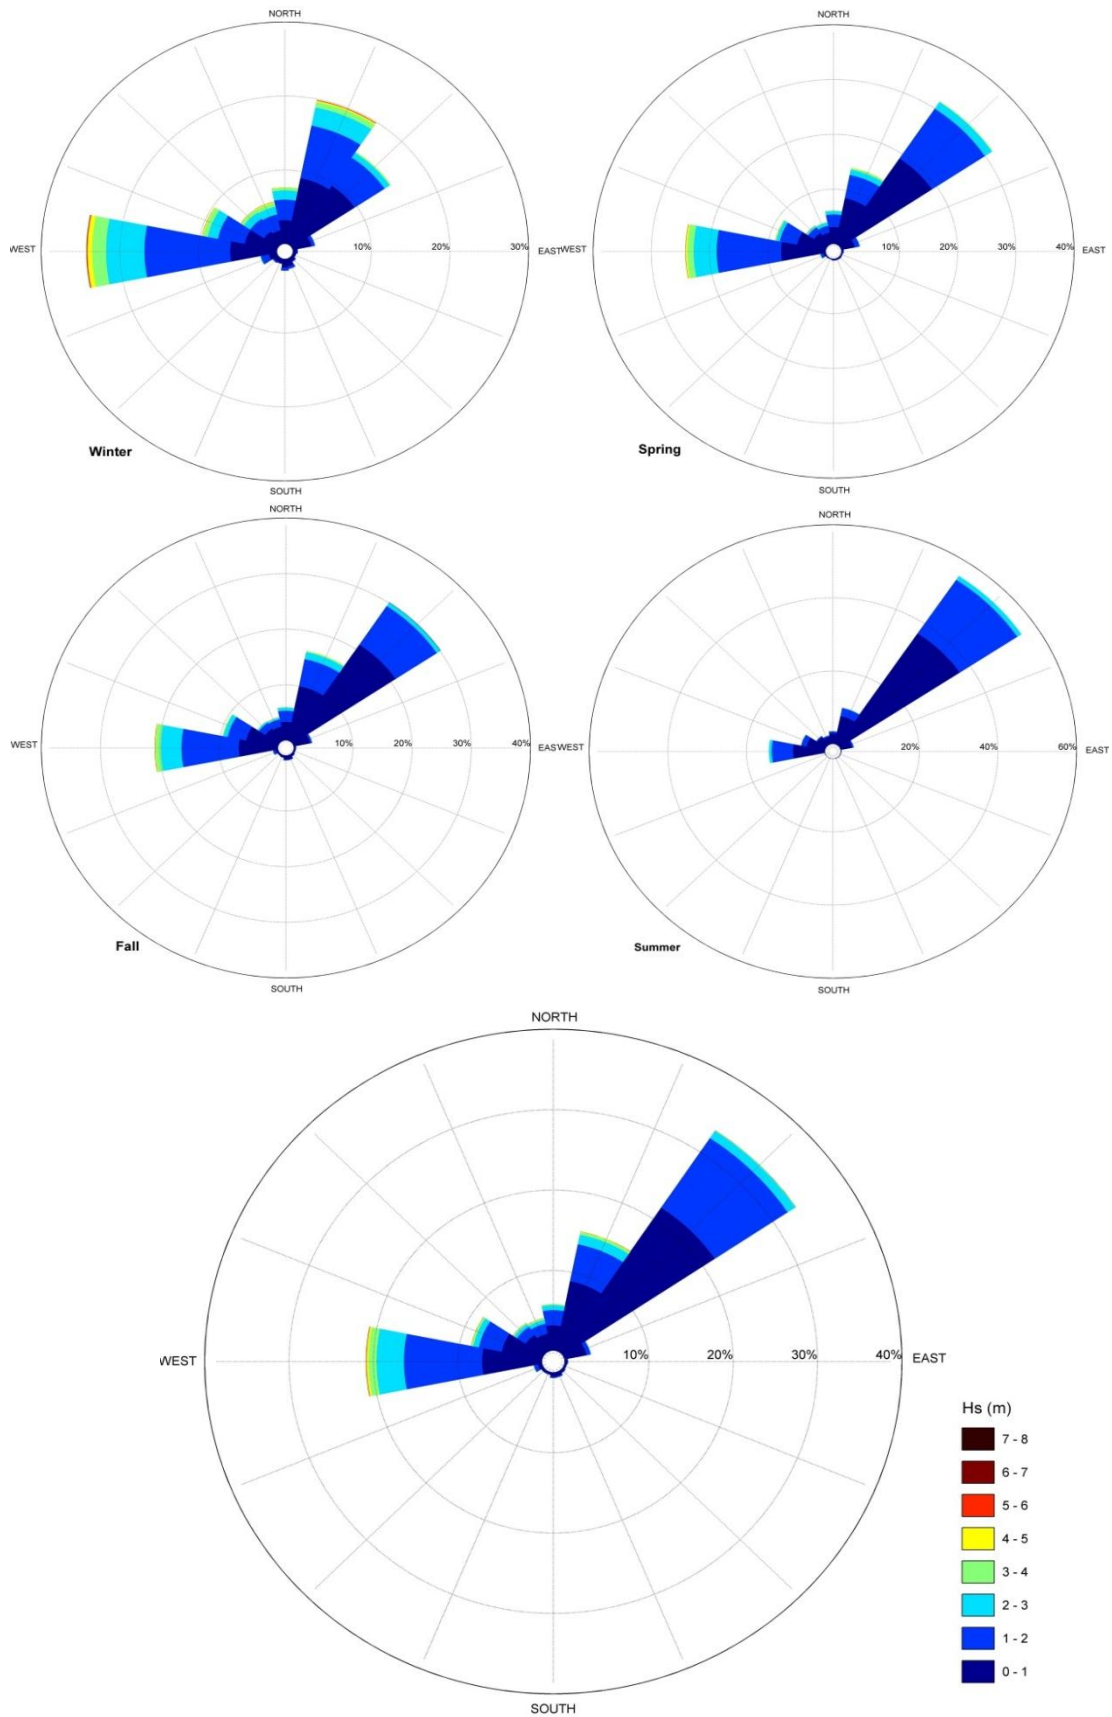 NORTH
NORTH
WEST
10%
20%
30%
EAST
WEST
10%
20%
30%
40%
EAST
Winter
Spring
SOUTH
SOUTH
NORTH
NORTH
WEST
10%
20%
30%
40%
EAS
WEST
20%
40%
60%
EAST
Fall
Summer
SOUTH
SOUTH
NORTH
WEST
10%
20%
30%
40%
EAST
Hs (m)
7 - 8
6 - 7
5 - 6
4 - 5
3 - 4
2 - 3
1 - 2
0 - 1
SOUTH